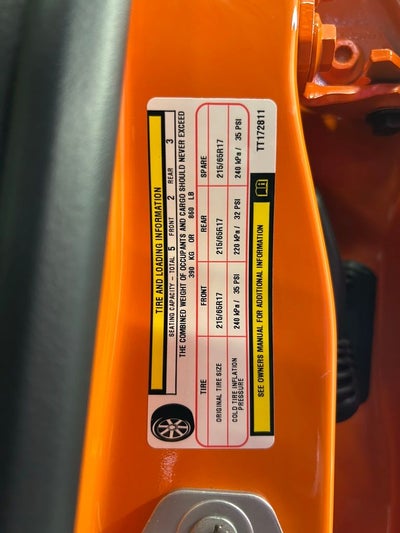 TIRE AND LOADING INFORMATION
SEATING CAPACITY - TOTAL 5 FRONT 2 REAR 3
THE COMBINED WEIGHT OF OCCUPANTS AND CARGO SHOULD NEVER EXCEED
390 KG OR 860 LB
TIRE FRONT REAR SPARE
ORIGINAL TIRE SIZE 215/65R17 215/65R17 215/65R17
COLD TIRE INFLATION PRESSURE 240 kPa / 35 PSI 220 kPa / 32 PSI 240 kPa / 35 PSI
SEE OWNERS MANUAL FOR ADDITIONAL INFORMATION
TT172811